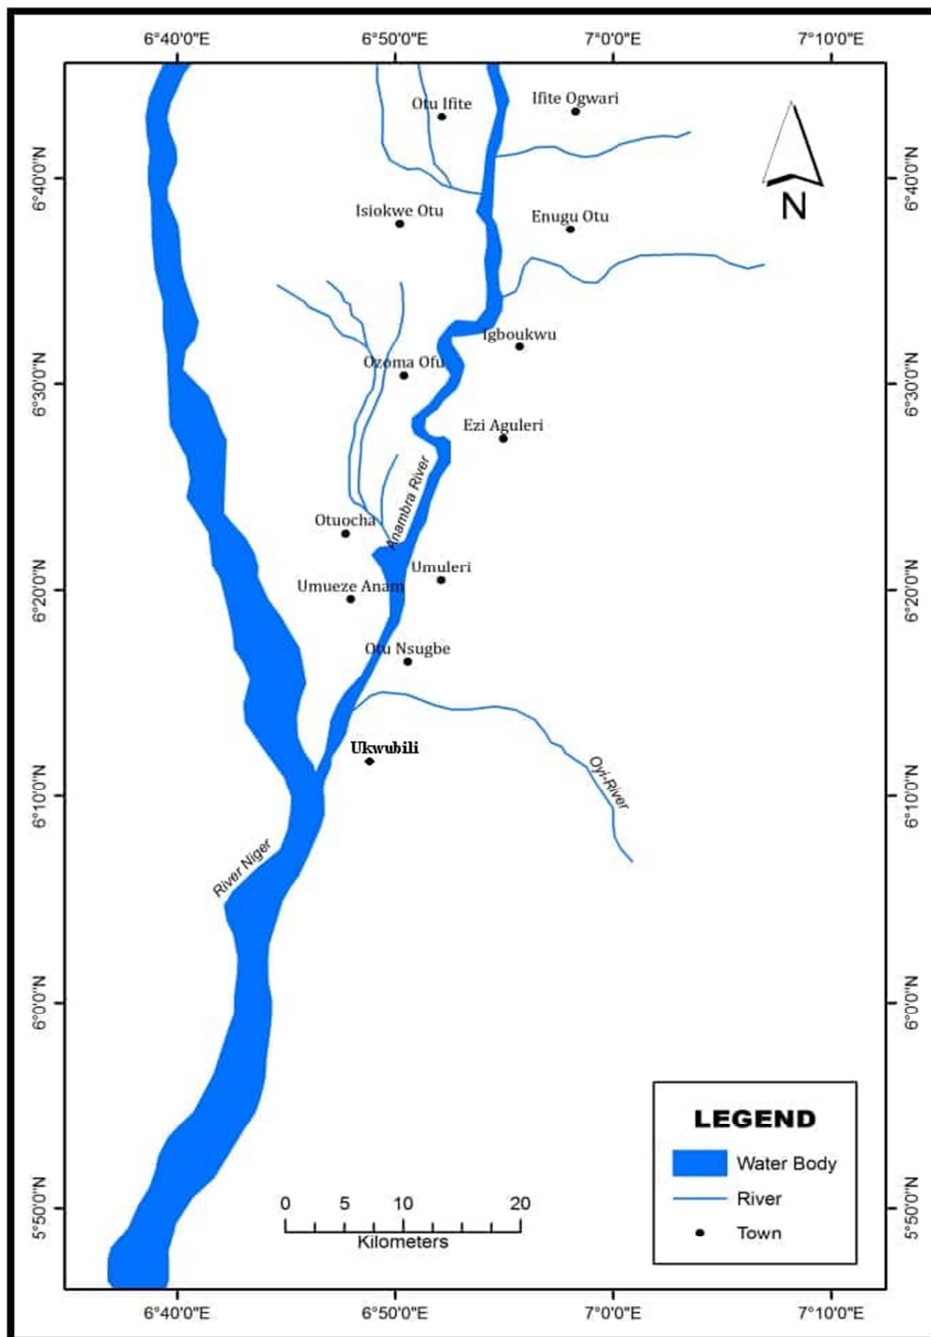 6°40'0"E 6°50'0"E 7°0'0"E 7°10'0"E
Otu Ifite
Ifite Ogwari
6°40'0"N
6°40'0"N
N
Isiokwe Otu
Enugu Otu
Igboukwu
Ozoma Ofu
6°30'0"N
6°30'0"N
Ezi Aguleri
Anambra River
Otuocha
Umuleri
Umueze Anam
6°20'0"N
6°20'0"N
Otu Nsugbe
Ukwubili
Oyi-River
6°10'0"N
6°10'0"N
River Niger
6°0'0"N
6°0'0"N
LEGEND
Water Body
River
Town
0 5 10 20
Kilometers
5°50'0"N
5°50'0"N
6°40'0"E 6°50'0"E 7°0'0"E 7°10'0"E